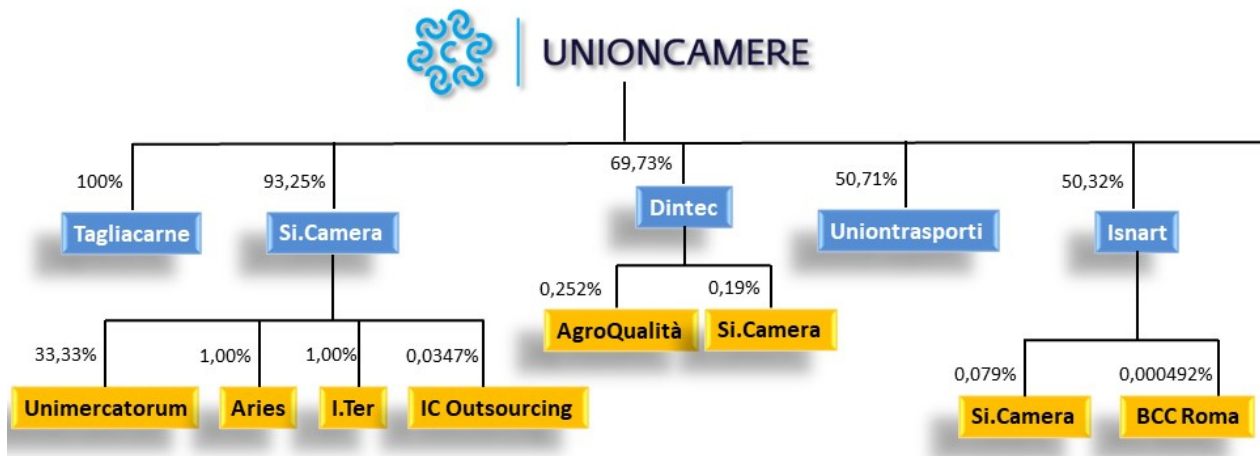 UNIONCAMERE
100%
93,25%
69,73%
50,71%
50,32%
Tagliacarne
Si.Camera
Dintec
Uniontrasporti
Isnart
0,252%
0,19%
AgroQualità
Si.Camera
33,33%
1,00%
1,00%
0,0347%
0,079%
0,000492%
Unimercatorum
Aries
I.Ter
IC Outsourcing
Si.Camera
BCC Roma